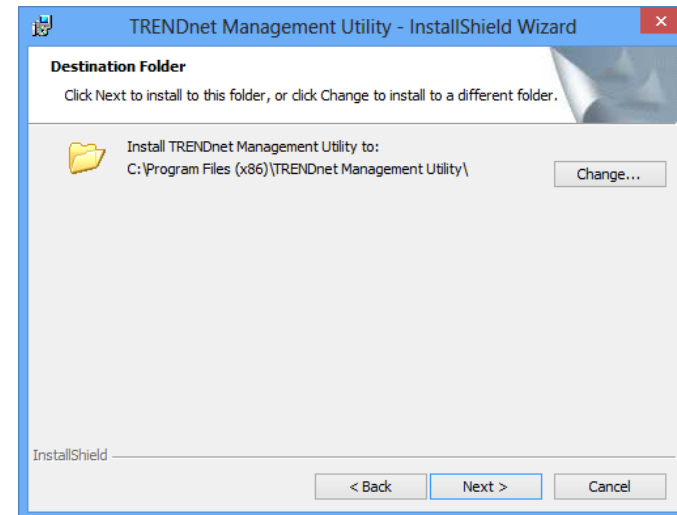 TRENDnet Management Utility - InstallShield Wizard
Destination Folder
Click Next to install to this folder, or click Change to install to a different folder.
Install TRENDnet Management Utility to:
C:\Program Files (x86)\TRENDnet Management Utility\
Change...
InstallShield
< Back
Next >
Cancel